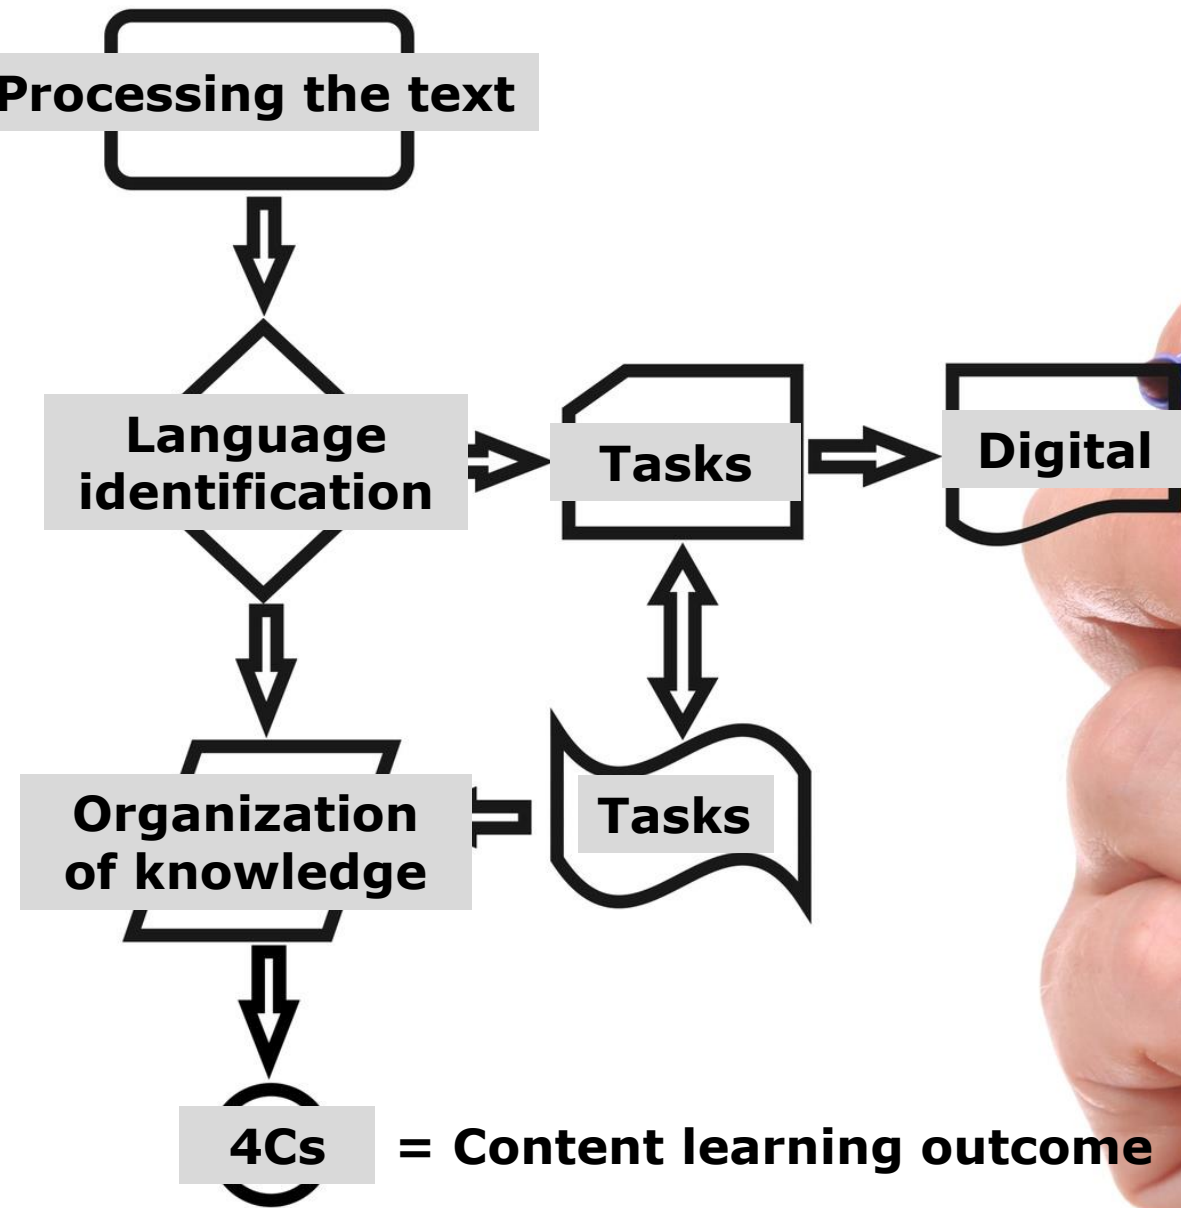 Processing the text
Language
identification
Tasks
Digital
Organization
of knowledge
Tasks
4Cs
= Content learning outcome